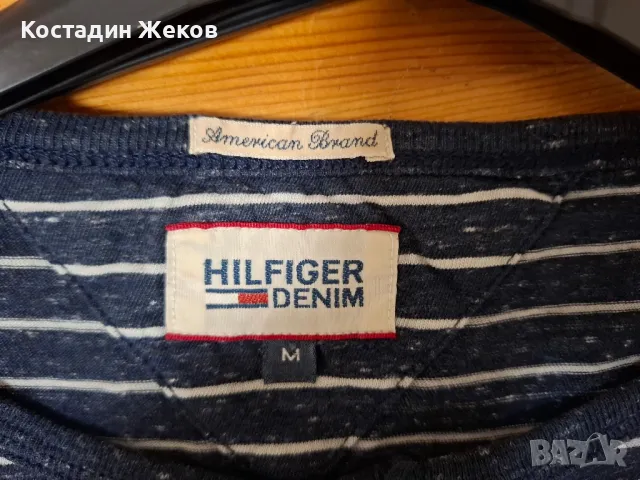 Костадин Жеков
American Brand
HILFIGER
DENIM
M
BAZAR